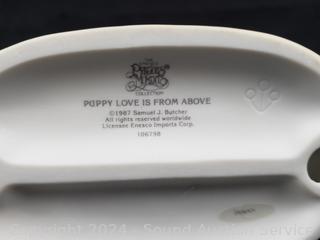 THE
Precious
Moments
COLLECTION
PUPPY LOVE IS FROM ABOVE
©1987 Samuel J. Butcher
All rights reserved worldwide
Licensee Enesco Imports Corp.
106798
Copyright 2024 - Sound Auction Service